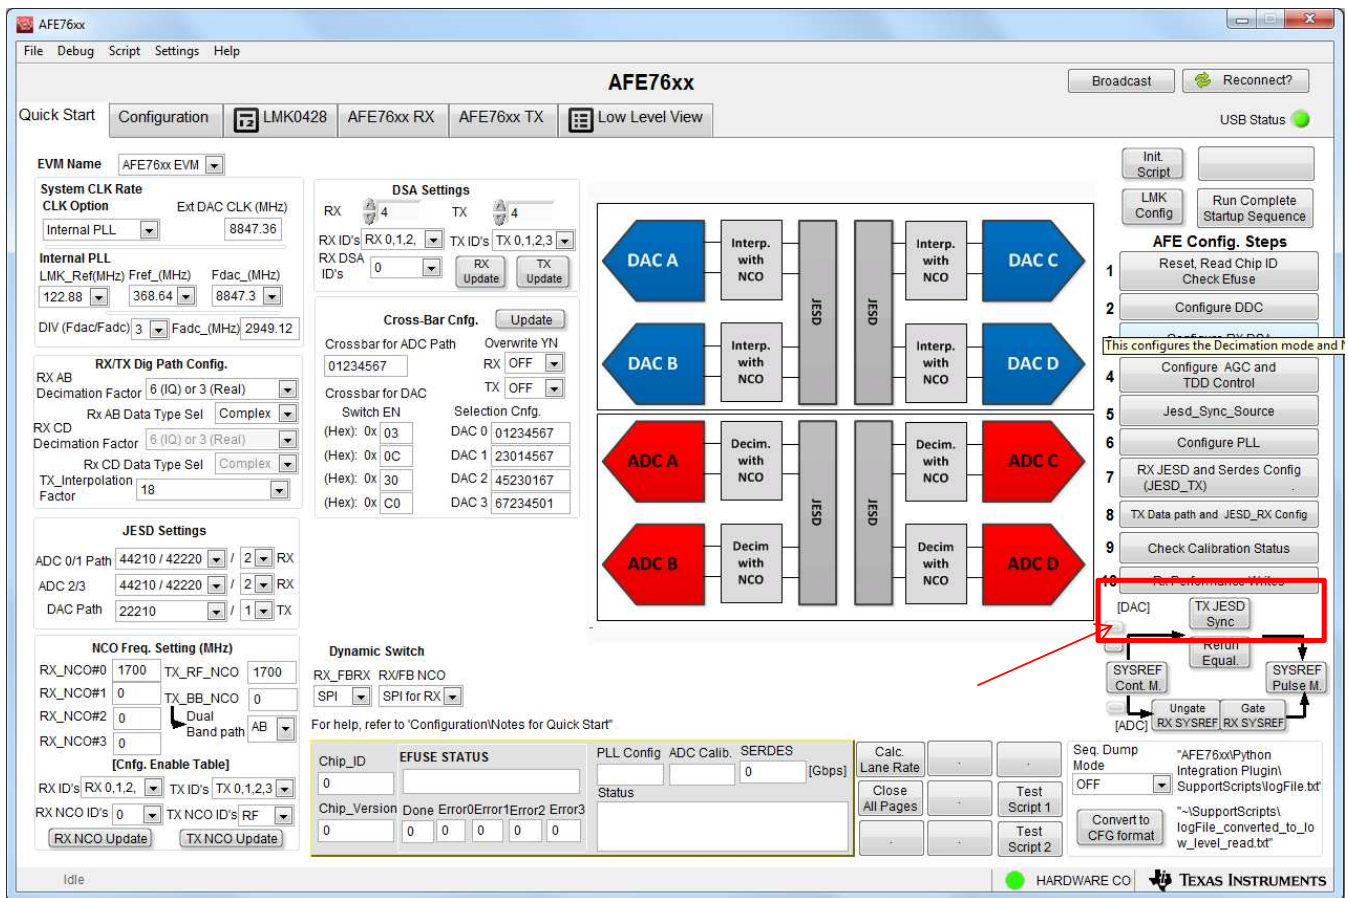 AFE76xx
File Debug Script Settings Help
AFE76xx
Broadcast
Reconnect?
Quick Start
Configuration
LMK0428
AFE76xx RX
AFE76xx TX
Low Level View
USB Status
EVM Name AFE76xx EVM
System CLK Rate
CLK Option Ext DAC CLK (MHz)
Internal PLL 8847.36
Internal PLL
LMK_Ref(MHz) Fref_(MHz) Fdac_(MHz)
122.88 368.64 8847.3
DIV (Fdac/Fadc) 3 Fadc_(MHz) 2949.12
RX/TX Dig Path Config.
RX AB
Decimation Factor 6 (IQ) or 3 (Real)
Rx AB Data Type Sel Complex
RX CD
Decimation Factor 6 (IQ) or 3 (Real)
Rx CD Data Type Sel Complex
TX_Interpolation
Factor 18
JESD Settings
ADC 0/1 Path 44210 / 42220 / 2 RX
ADC 2/3 44210 / 42220 / 2 RX
DAC Path 22210 / 1 TX
NCO Freq. Setting (MHz)
RX_NCO#0 1700 TX_RF_NCO 1700
RX_NCO#1 0 TX_BB_NCO 0
RX_NCO#2 0 Dual
Band path AB
RX_NCO#3 0
[Cnfg. Enable Table]
RX ID's RX 0,1,2, TX ID's TX 0,1,2,3
RX NCO ID's 0 TX NCO ID's RF
RX NCO Update TX NCO Update
DSA Settings
RX 4 TX 4
RX ID's RX 0,1,2, TX ID's TX 0,1,2,3
RX DSA
ID's 0
RX
Update
TX
Update
Cross-Bar Cnfg. Update
Crossbar for ADC Path Overwrite YN
01234567 RX OFF
Crossbar for DAC TX OFF
Switch EN Selection Cnfg.
(Hex): 0x 03 DAC 0 01234567
(Hex): 0x 0C DAC 1 23014567
(Hex): 0x 30 DAC 2 45230167
(Hex): 0x C0 DAC 3 67234501
Dynamic Switch
RX_FBRX RX/FB NCO
SPI SPI for RX
For help, refer to 'Configuration\Notes for Quick Start"
DAC A
Interp.
with
NCO
JESD
JESD
Interp.
with
NCO
DAC C
DAC B
Interp.
with
NCO
Interp.
with
NCO
DAC D
ADC A
Decim.
with
NCO
JESD
JESD
Decim.
with
NCO
ADC C
ADC B
Decim
with
NCO
Decim
with
NCO
ADC D
Init.
Script
LMK
Config
Run Complete
Startup Sequence
AFE Config. Steps
1 Reset, Read Chip ID
Check Efuse
2 Configure DDC
Configure RX DSA
This configures the Decimation mode and N
4 Configure AGC and
TDD Control
5 Jesd_Sync_Source
6 Configure PLL
7 RX JESD and Serdes Config
(JESD_TX) .
8 TX Data path and JESD_RX Config
9 Check Calibration Status
10 Rx Performance Writes
[DAC]
TX JESD
Sync
Rerun
Equal.
SYSREF
Cont. M.
SYSREF
Pulse M.
[ADC]
Ungate
RX SYSREF
Gate
RX SYSREF
Chip_ID
0
Chip_Version
0
EFUSE STATUS
Done Error0 Error1 Error2 Error3
0 0 0 0 0
PLL Config ADC Calib. SERDES
0 [Gbps]
Status
Calc.
Lane Rate
Close
All Pages
Test
Script 1
Test
Script 2
Seq. Dump
Mode
OFF
"AFE76xx\Python
Integration Plugin\
SupportScripts\logFile.txt"
Convert to
CFG format
"~\SupportScripts\
logFile_converted_to_lo
w_level_read.txt"
Idle
HARDWARE CO
TEXAS INSTRUMENTS